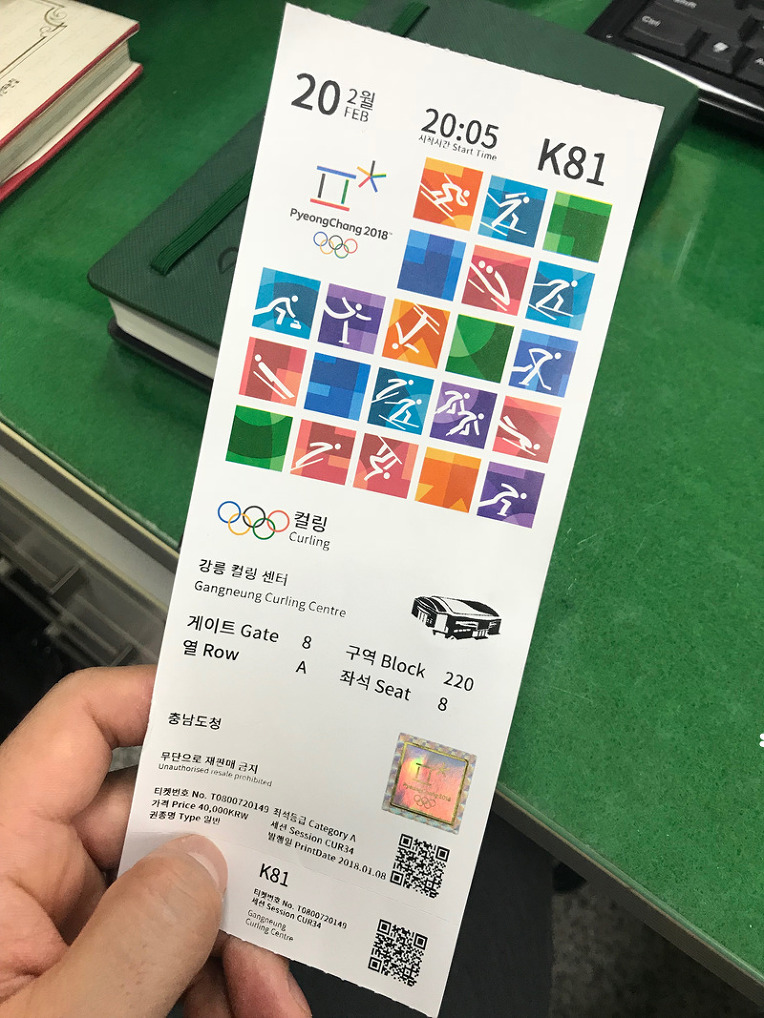 20 2월
FEB
20:05
시작시간 Start Time
K81
PyeongChang 2018™
컬링
Curling
강릉 컬링 센터
Gangneung Curling Centre
게이트 Gate 8
구역 Block 220
열 Row A
좌석 Seat 8
충남도청
무단으로 재판매 금지
Unauthorised resale prohibited
PyeongChang 2018
티켓번호 No. T0800720149 좌석등급 Category A
가격 Price 40,000KRW 세션 Session CUR34
권종명 Type 일반 발행일 PrintDate 2018.01.08
K81
티켓번호 No. T0800720149
세션 Session CUR34
Gangneung
Curling Centre
Ctrl